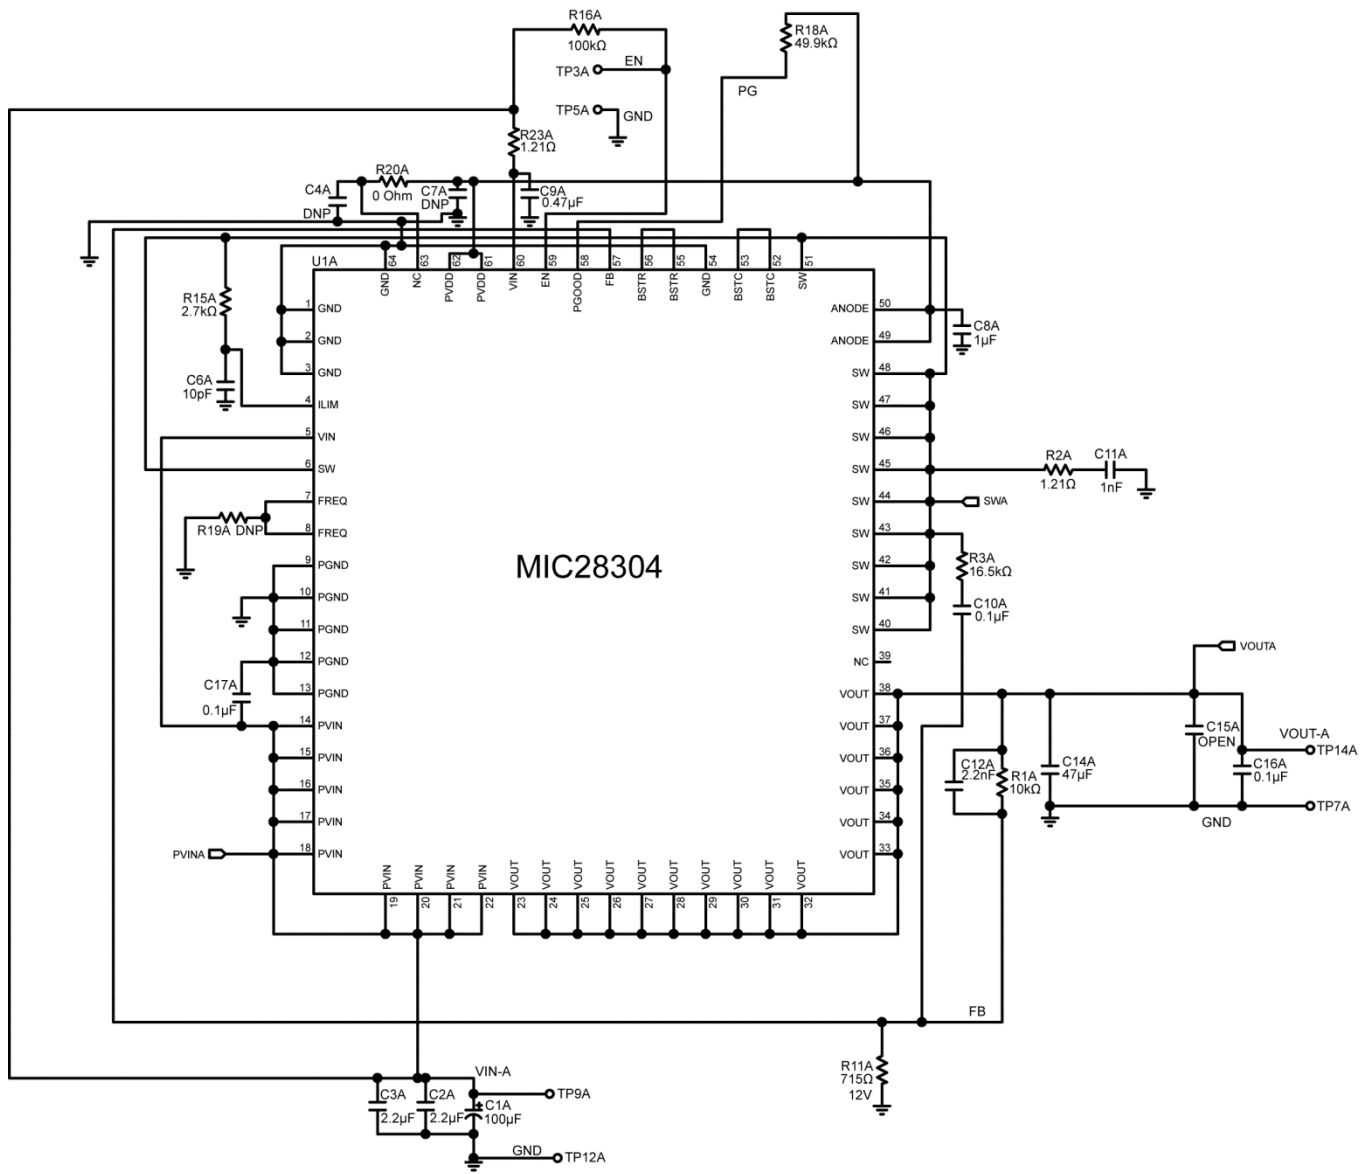 R16A
100kΩ
R18A
49.9kΩ
TP3A
EN
PG
TP5A
GND
R23A
1.21Ω
R20A
0 Ohm
C4A
DNP
C7A
DNP
C9A
0.47µF
U1A
64 63 62 61 60 59 58 57 56 55 54 53 52 51
GND NC PVDD PVDD VIN EN PGOOD FB BSTR BSTR GND BSTC BSTC SW
R15A
2.7kΩ
C6A
10pF
1 GND
2 GND
3 GND
4 ILIM
5 VIN
6 SW
7 FREQ
8 FREQ
R19A DNP
9 PGND
10 PGND
11 PGND
12 PGND
13 PGND
C17A
0.1µF
14 PVIN
15 PVIN
16 PVIN
17 PVIN
18 PVIN
PVINA
MIC28304
ANODE 50
ANODE 49
C8A
1µF
SW 48
SW 47
SW 46
SW 45
R2A
1.21Ω
C11A
1nF
SW 44
SWA
SW 43
R3A
16.5kΩ
SW 42
SW 41
C10A
0.1µF
SW 40
NC 39
VOUTA
VOUT 38
VOUT 37
VOUT 36
VOUT 35
VOUT 34
VOUT 33
C12A
2.2nF
R1A
10kΩ
C14A
47µF
C15A
OPEN
VOUT-A
TP14A
C16A
0.1µF
TP7A
GND
PVIN PVIN PVIN PVIN VOUT VOUT VOUT VOUT VOUT VOUT VOUT VOUT VOUT VOUT
19 20 21 22 23 24 25 26 27 28 29 30 31 32
FB
R11A
715Ω
12V
VIN-A
C3A
2.2µF
C2A
2.2µF
+
C1A
100µF
TP9A
GND
TP12A